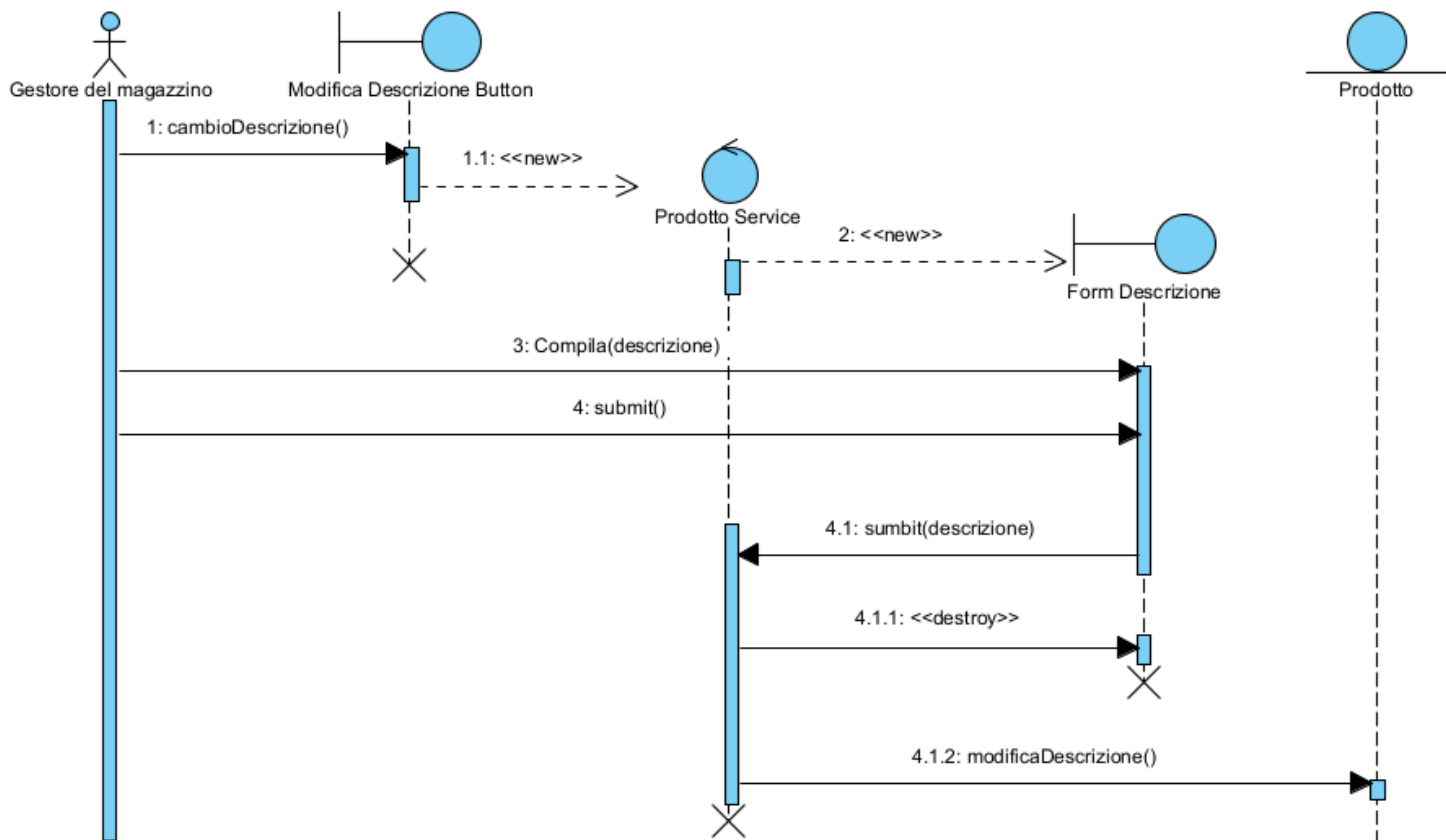 Gestore del magazzino
Modifica Descrizione Button
Prodotto
1: cambioDescrizione()
1.1: <<new>>
Prodotto Service
2: <<new>>
Form Descrizione
3: Compila(descrizione)
4: submit()
4.1: sumbit(descrizione)
4.1.1: <<destroy>>
4.1.2: modificaDescrizione()